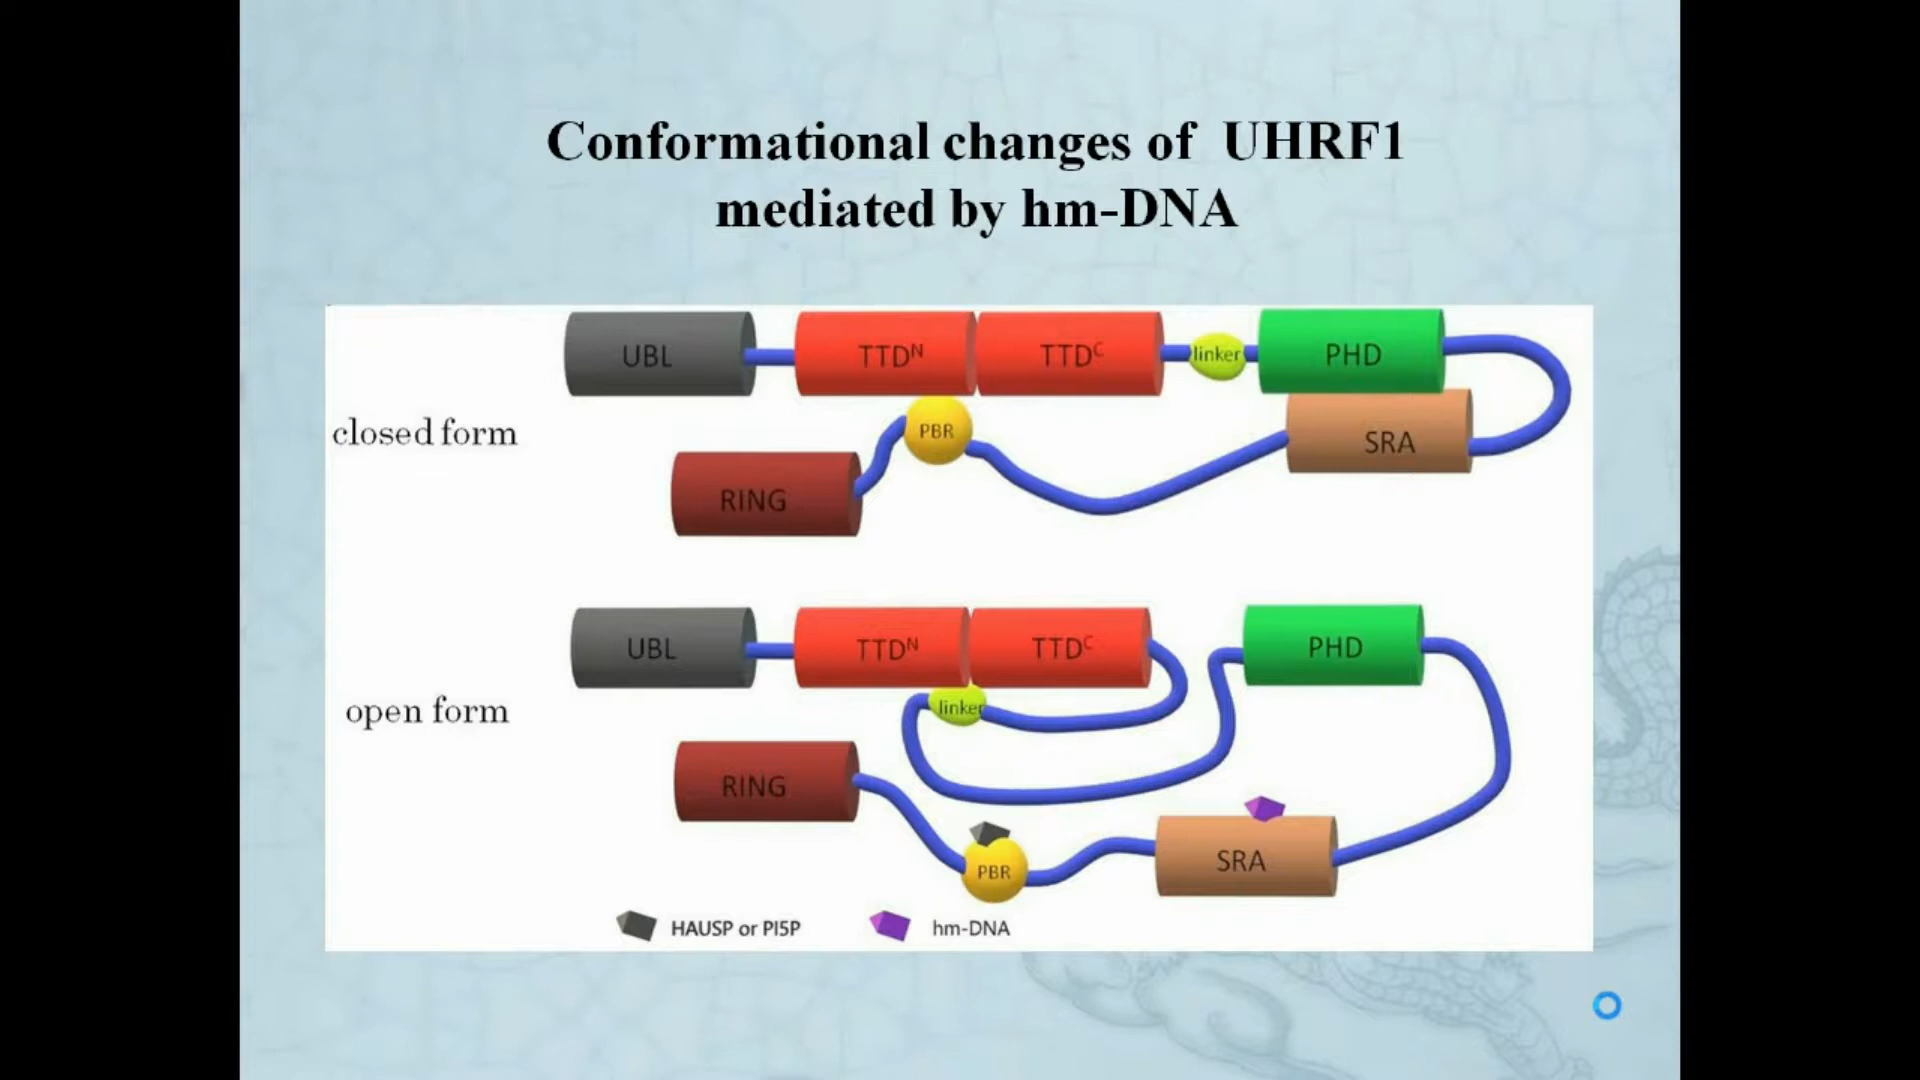 Conformational changes of UHRF1
mediated by hm-DNA
UBL
TTDᴺ
TTDᶜ
linker
PHD
closed form
PBR
SRA
RING
UBL
TTDᴺ
TTDᶜ
PHD
open form
linker
RING
PBR
SRA
HAUSP or PI5P
hm-DNA